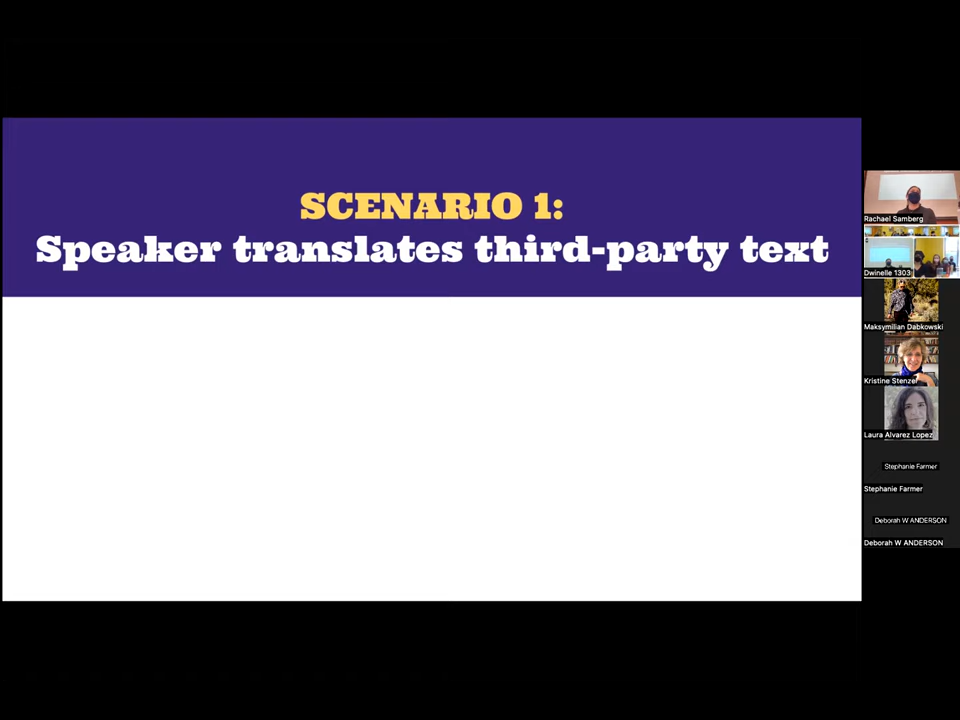 SCENARIO 1:
Speaker translates third-party text
Rachael Samberg
Dwinelle 1303
Maksymilian Dabkowski
Kristine Stenzel
Laura Alvarez Lopez
Stephanie Farmer
Stephanie Farmer
Deborah W ANDERSON
Deborah W ANDERSON